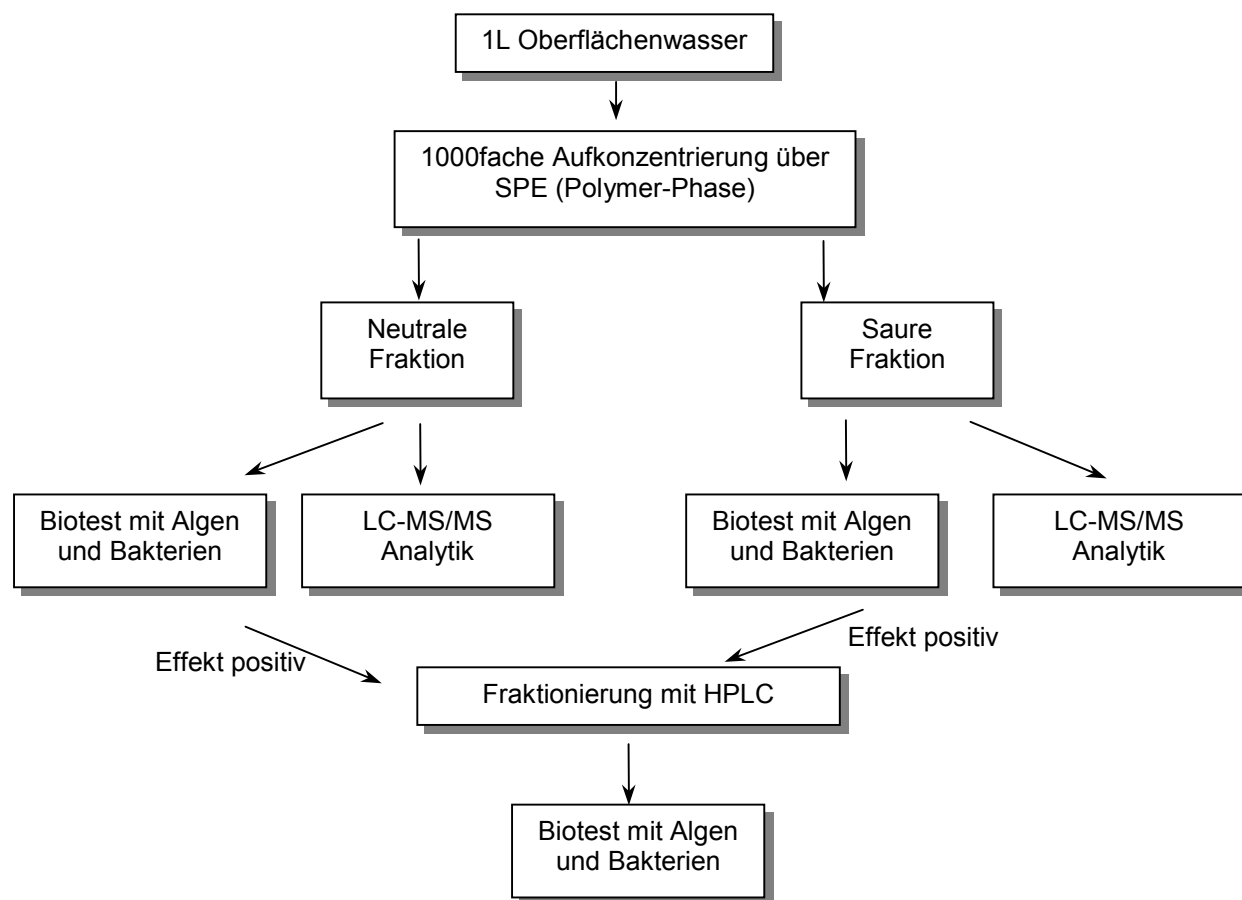 1L Oberflächenwasser
1000fache Aufkonzentrierung über
SPE (Polymer-Phase)
Neutrale
Fraktion
Saure
Fraktion
Biotest mit Algen
und Bakterien
LC-MS/MS
Analytik
Biotest mit Algen
und Bakterien
LC-MS/MS
Analytik
Effekt positiv
Effekt positiv
Fraktionierung mit HPLC
Biotest mit Algen
und Bakterien